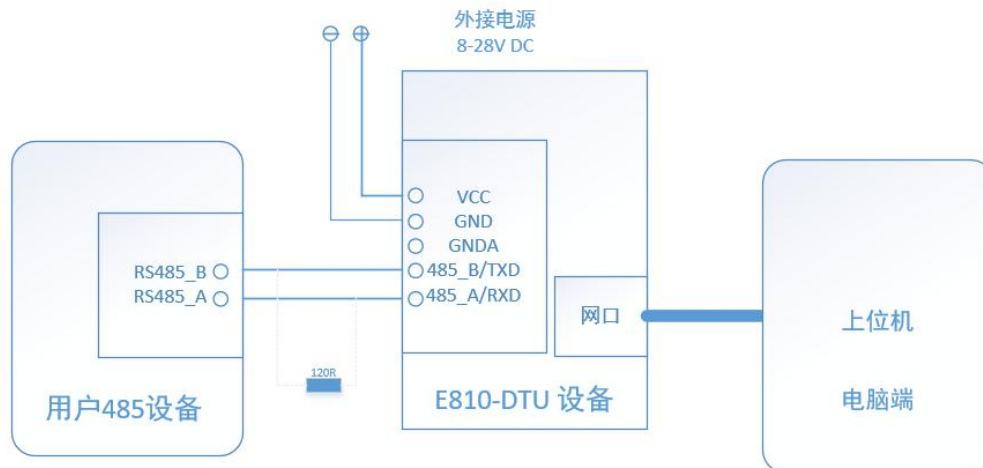 外接电源
8-28V DC
VCC
GND
GNDA
485_B/TXD
485_A/RXD
RS485_B
RS485_A
120R
用户485设备
网口
E810-DTU 设备
上位机
电脑端